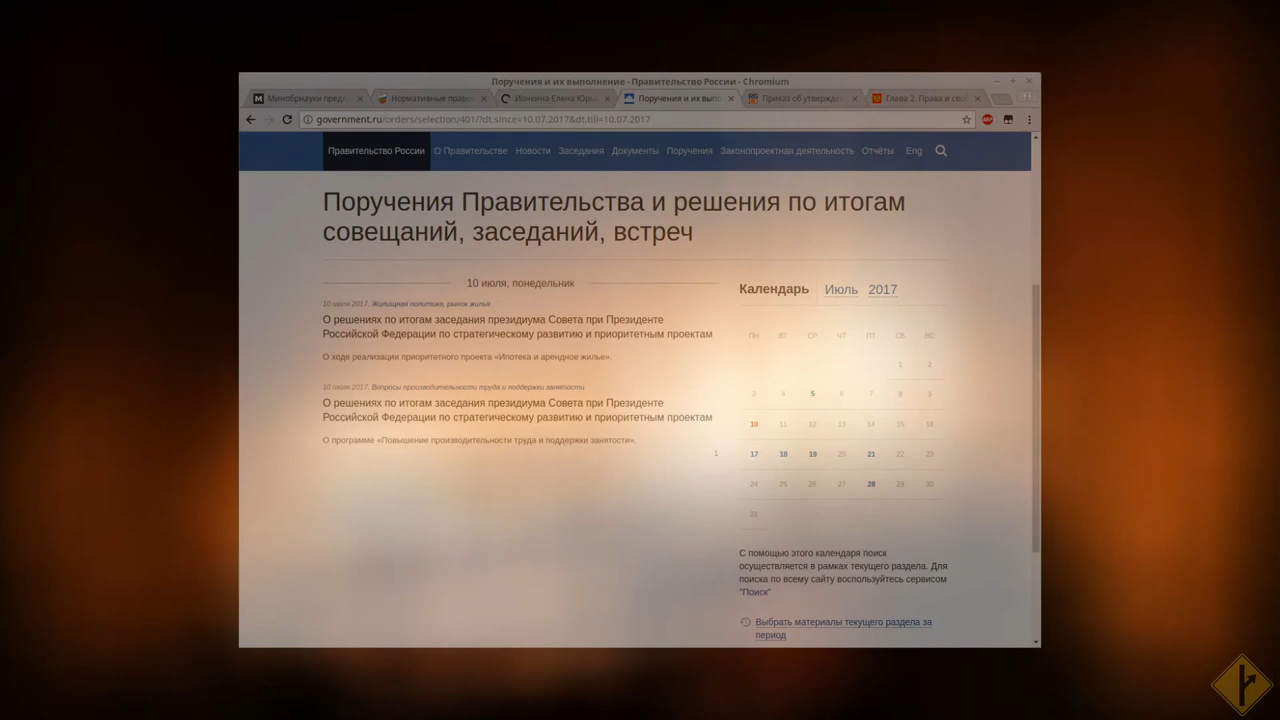 Поручения и их выполнение - Правительство России - Chromium
Минобрнауки пред
Нормативные право
Ионкина Елена Юрь
Поручения и их выпо
Приказ об утвержде
Глава 2. Права и своб
government.ru/orders/selection/401/?dt.since=10.07.2017&dt.till=10.07.2017
Правительство России О Правительстве Новости Заседания Документы Поручения Законопроектная деятельность Отчёты Eng
Поручения Правительства и решения по итогам
совещаний, заседаний, встреч
10 июля, понедельник
10 июля 2017, Жилищная политика, рынок жилья
О решениях по итогам заседания президиума Совета при Президенте
Российской Федерации по стратегическому развитию и приоритетным проектам
О ходе реализации приоритетного проекта «Ипотека и арендное жилье».
10 июля 2017, Вопросы производительности труда и поддержки занятости
О решениях по итогам заседания президиума Совета при Президенте
Российской Федерации по стратегическому развитию и приоритетным проектам
О программе «Повышение производительности труда и поддержки занятости».
1
Календарь Июль 2017
ПН ВТ СР ЧТ ПТ СБ ВС
1 2
3 4 5 6 7 8 9
10 11 12 13 14 15 16
17 18 19 20 21 22 23
24 25 26 27 28 29 30
31
С помощью этого календаря поиск
осуществляется в рамках текущего раздела. Для
поиска по всему сайту воспользуйтесь сервисом
"Поиск"
Выбрать материалы текущего раздела за
период